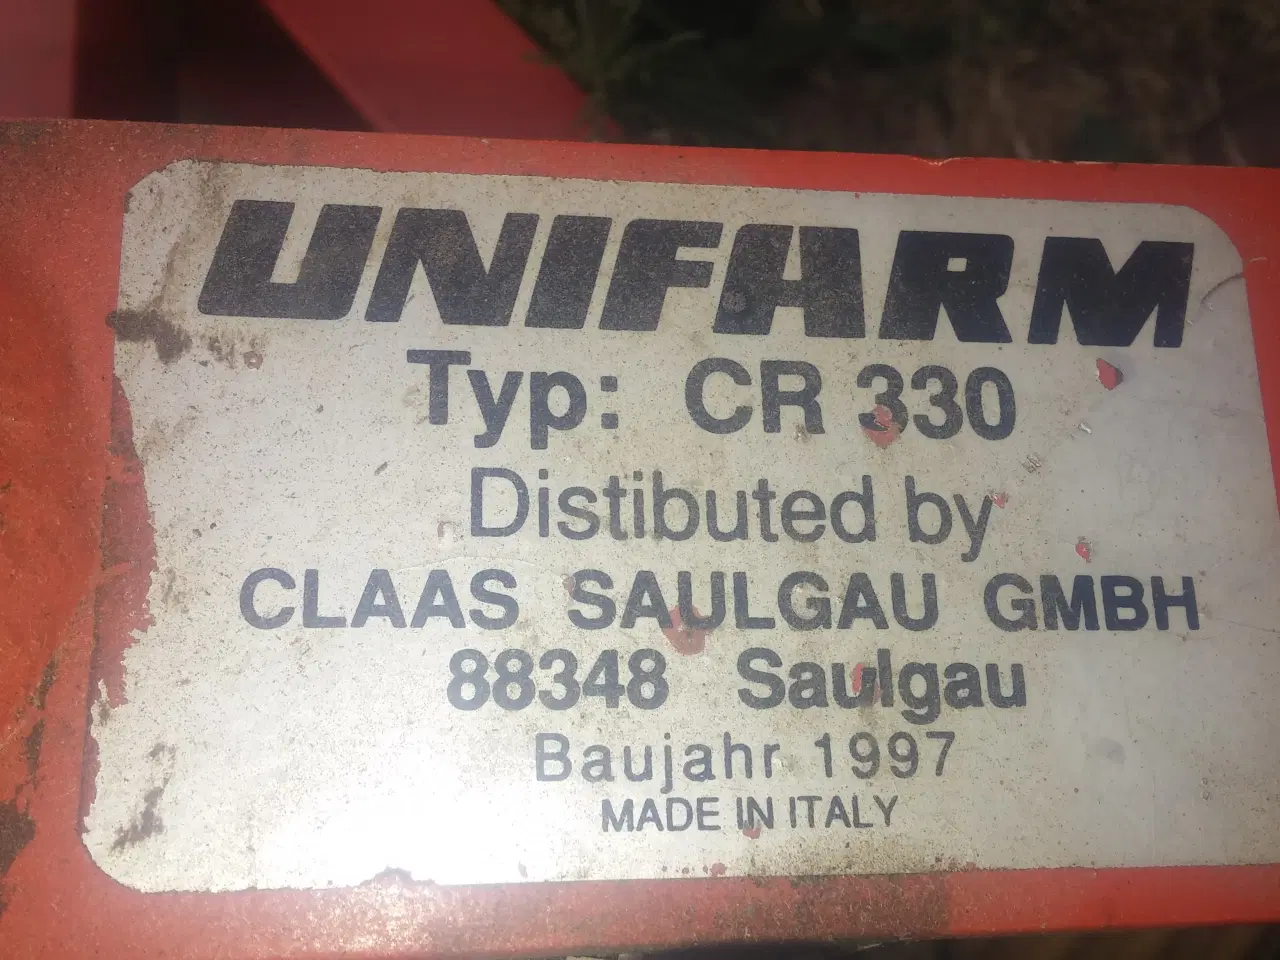 UNIFARM
Typ: CR 330
Distibuted by
CLAAS SAULGAU GMBH
88348 Saulgau
Baujahr 1997
MADE IN ITALY